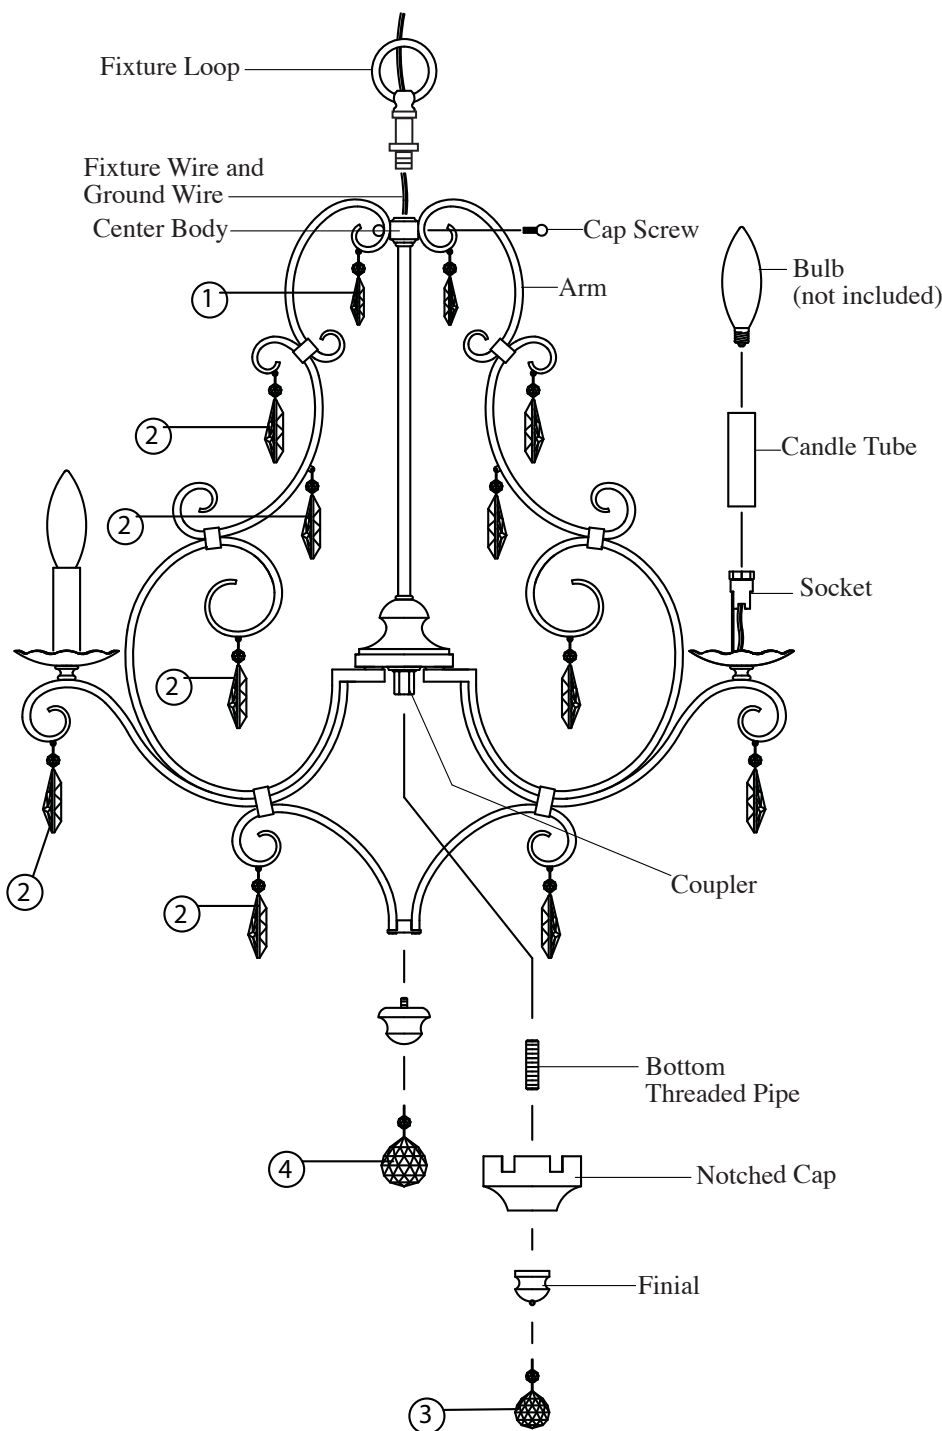 Fixture Loop
Fixture Wire and
Ground Wire
Center Body
Cap Screw
Bulb
(not included)
Arm
1
2
Candle Tube
2
Socket
2
2
Coupler
2
Bottom
Threaded Pipe
4
Notched Cap
Finial
3